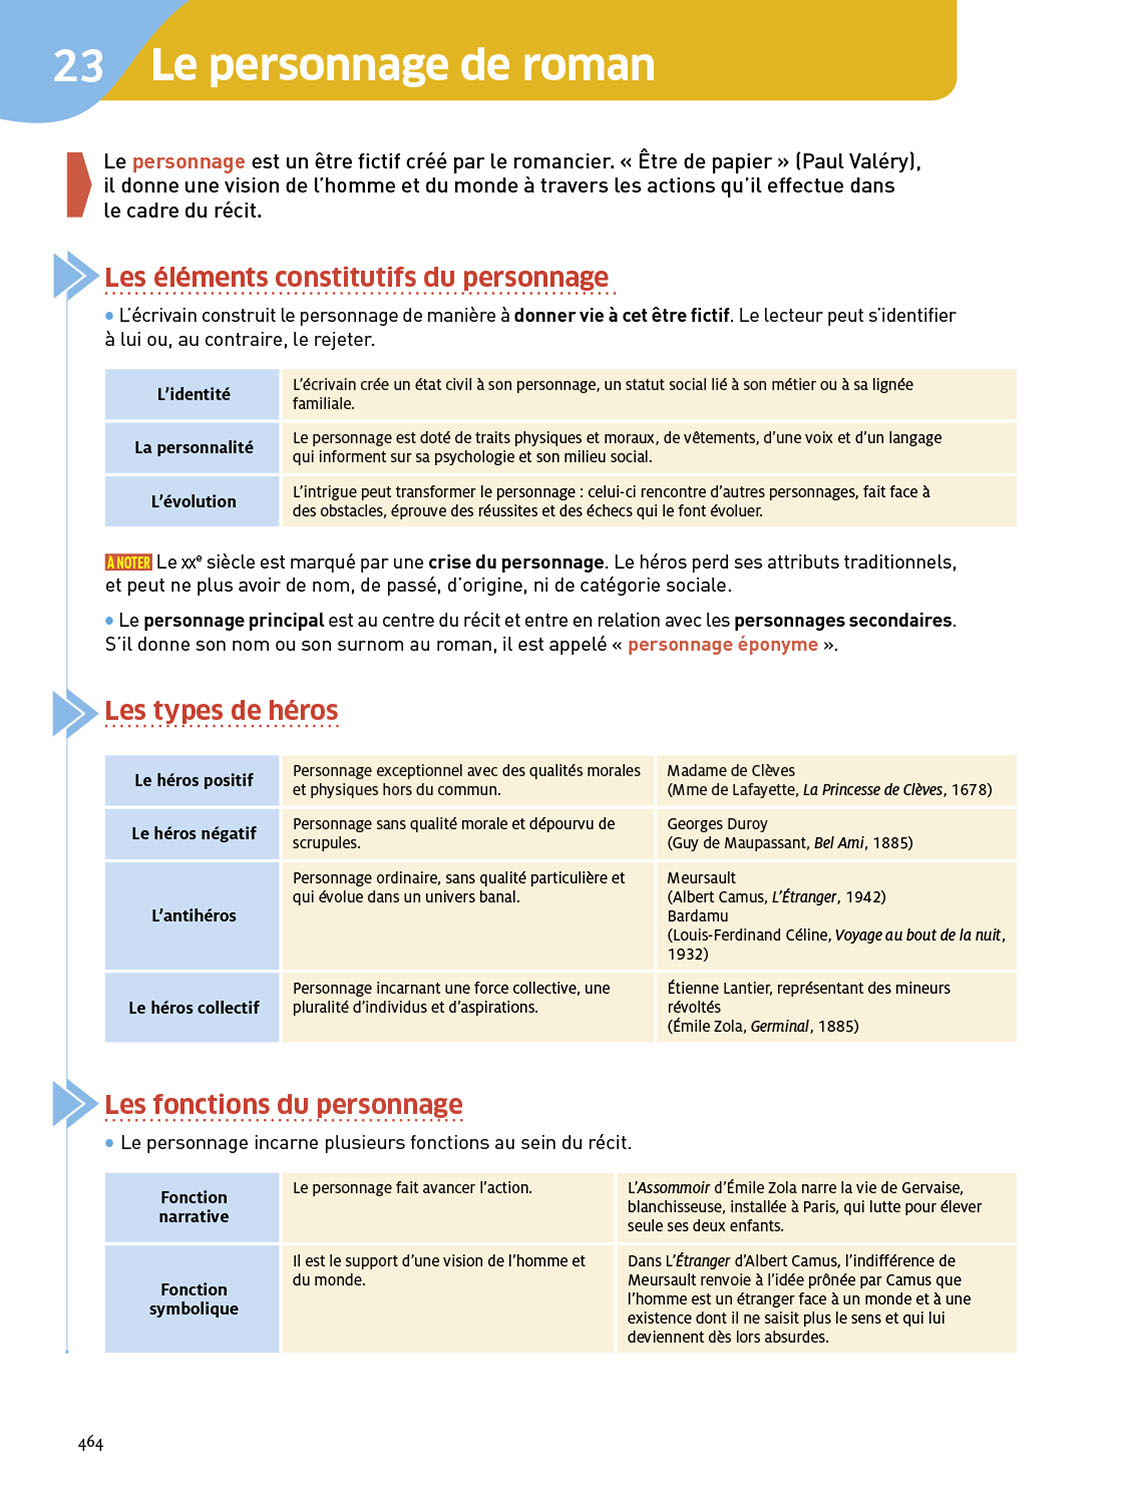 23 Le personnage de roman
Le personnage est un être fictif créé par le romancier. « Être de papier » (Paul Valéry),
il donne une vision de l'homme et du monde à travers les actions qu'il effectue dans
le cadre du récit.
Les éléments constitutifs du personnage
• L'écrivain construit le personnage de manière à donner vie à cet être fictif. Le lecteur peut s'identifier
à lui ou, au contraire, le rejeter.
L'identité
L'écrivain crée un état civil à son personnage, un statut social lié à son métier ou à sa lignée
familiale.
La personnalité
Le personnage est doté de traits physiques et moraux, de vêtements, d'une voix et d'un langage
qui informent sur sa psychologie et son milieu social.
L'évolution
L'intrigue peut transformer le personnage : celui-ci rencontre d'autres personnages, fait face à
des obstacles, éprouve des réussites et des échecs qui le font évoluer.
À NOTER Le XXe siècle est marqué par une crise du personnage. Le héros perd ses attributs traditionnels,
et peut ne plus avoir de nom, de passé, d'origine, ni de catégorie sociale.
• Le personnage principal est au centre du récit et entre en relation avec les personnages secondaires.
S'il donne son nom ou son surnom au roman, il est appelé « personnage éponyme ».
Les types de héros
Le héros positif
Personnage exceptionnel avec des qualités morales
et physiques hors du commun.
Madame de Clèves
(Mme de Lafayette, La Princesse de Clèves, 1678)
Le héros négatif
Personnage sans qualité morale et dépourvu de
scrupules.
Georges Duroy
(Guy de Maupassant, Bel Ami, 1885)
L'antihéros
Personnage ordinaire, sans qualité particulière et
qui évolue dans un univers banal.
Meursault
(Albert Camus, L'Étranger, 1942)
Bardamu
(Louis-Ferdinand Céline, Voyage au bout de la nuit,
1932)
Le héros collectif
Personnage incarnant une force collective, une
pluralité d'individus et d'aspirations.
Étienne Lantier, représentant des mineurs
révoltés
(Émile Zola, Germinal, 1885)
Les fonctions du personnage
• Le personnage incarne plusieurs fonctions au sein du récit.
Fonction
narrative
Le personnage fait avancer l'action.
L'Assommoir d'Émile Zola narre la vie de Gervaise,
blanchisseuse, installée à Paris, qui lutte pour élever
seule ses deux enfants.
Fonction
symbolique
Il est le support d'une vision de l'homme et
du monde.
Dans L'Étranger d'Albert Camus, l'indifférence de
Meursault renvoie à l'idée prônée par Camus que
l'homme est un étranger face à un monde et à une
existence dont il ne saisit plus le sens et qui lui
deviennent dès lors absurdes.
464